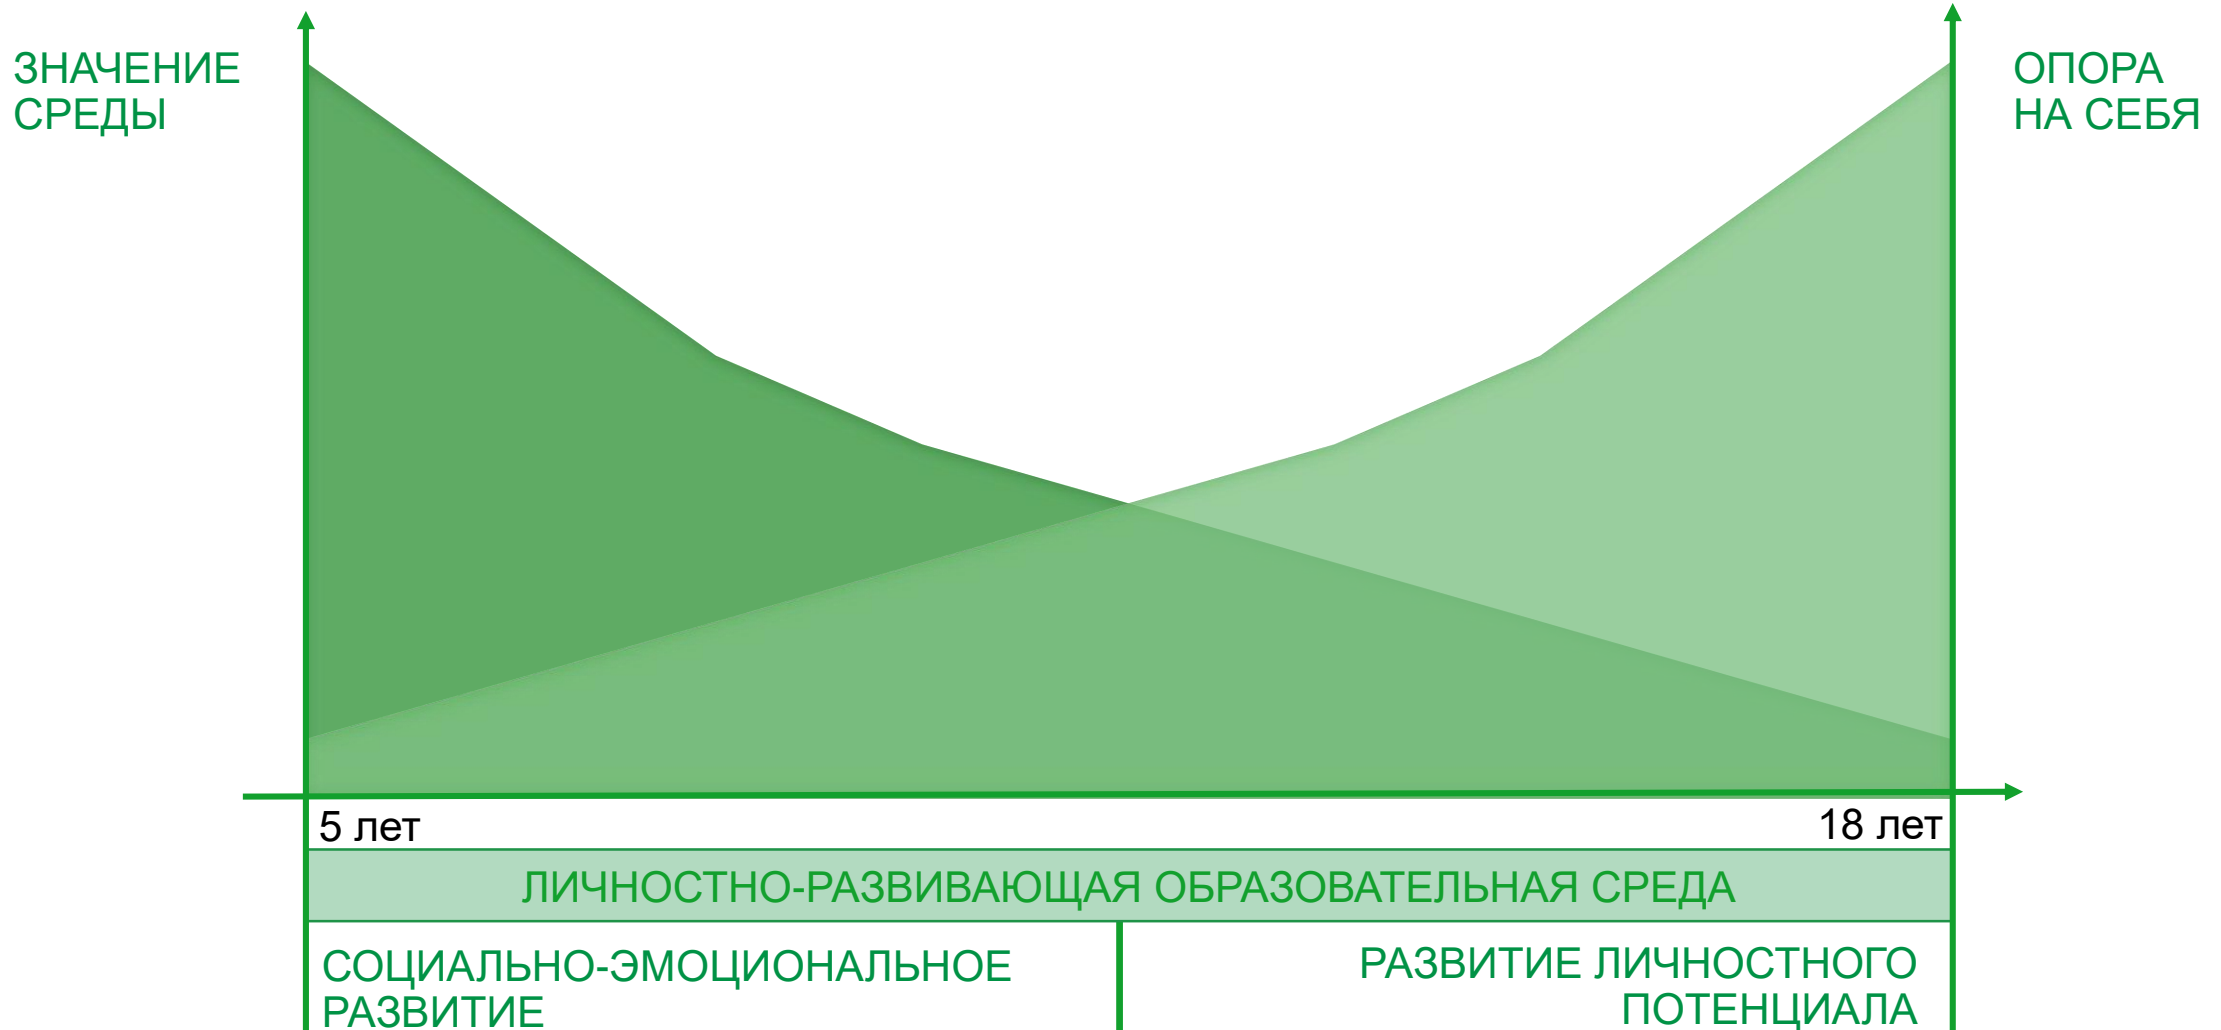 ЗНАЧЕНИЕ
СРЕДЫ
ОПОРА
НА СЕБЯ
5 лет
18 лет
ЛИЧНОСТНО-РАЗВИВАЮЩАЯ ОБРАЗОВАТЕЛЬНАЯ СРЕДА
СОЦИАЛЬНО-ЭМОЦИОНАЛЬНОЕ
РАЗВИТИЕ
РАЗВИТИЕ ЛИЧНОСТНОГО
ПОТЕНЦИАЛА